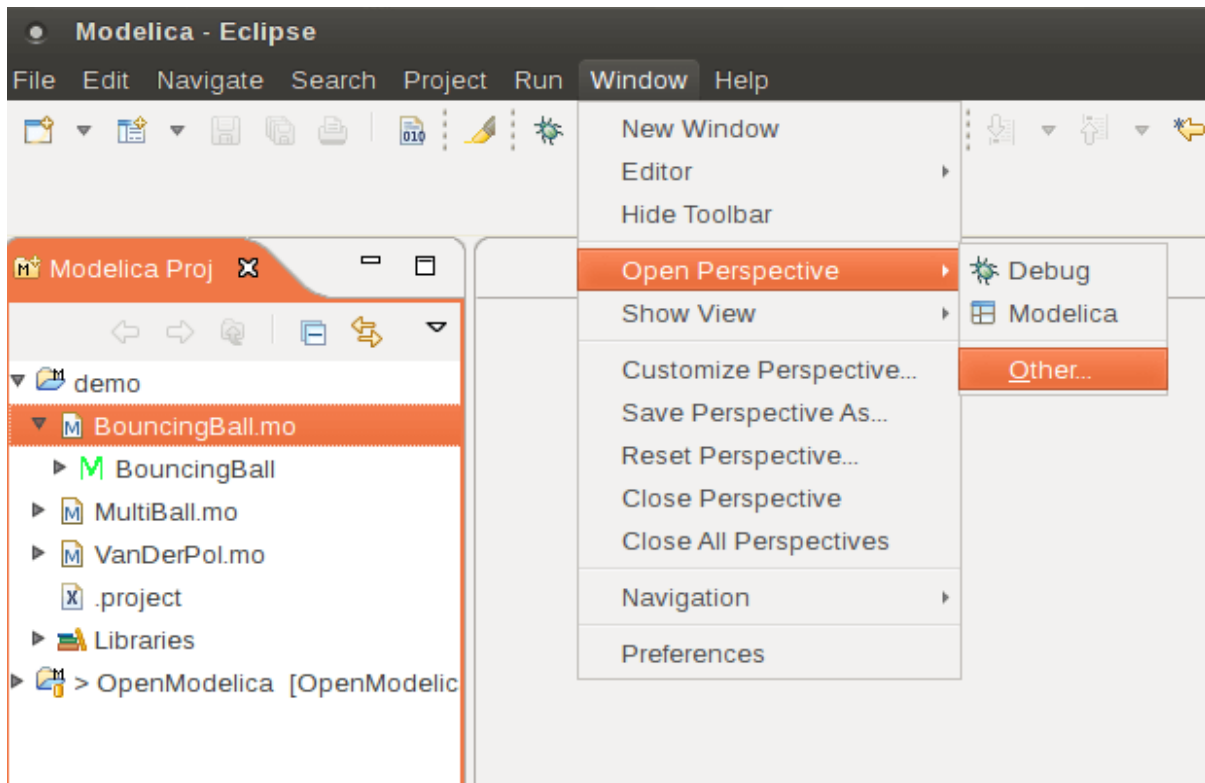 Modelica - Eclipse
File Edit Navigate Search Project Run Window Help
010
New Window
Editor
Hide Toolbar
Open Perspective
Show View
Customize Perspective...
Save Perspective As...
Reset Perspective...
Close Perspective
Close All Perspectives
Navigation
Preferences
Debug
Modelica
Other...
Modelica Proj
demo
BouncingBall.mo
BouncingBall
MultiBall.mo
VanDerPol.mo
.project
Libraries
> OpenModelica [OpenModelic